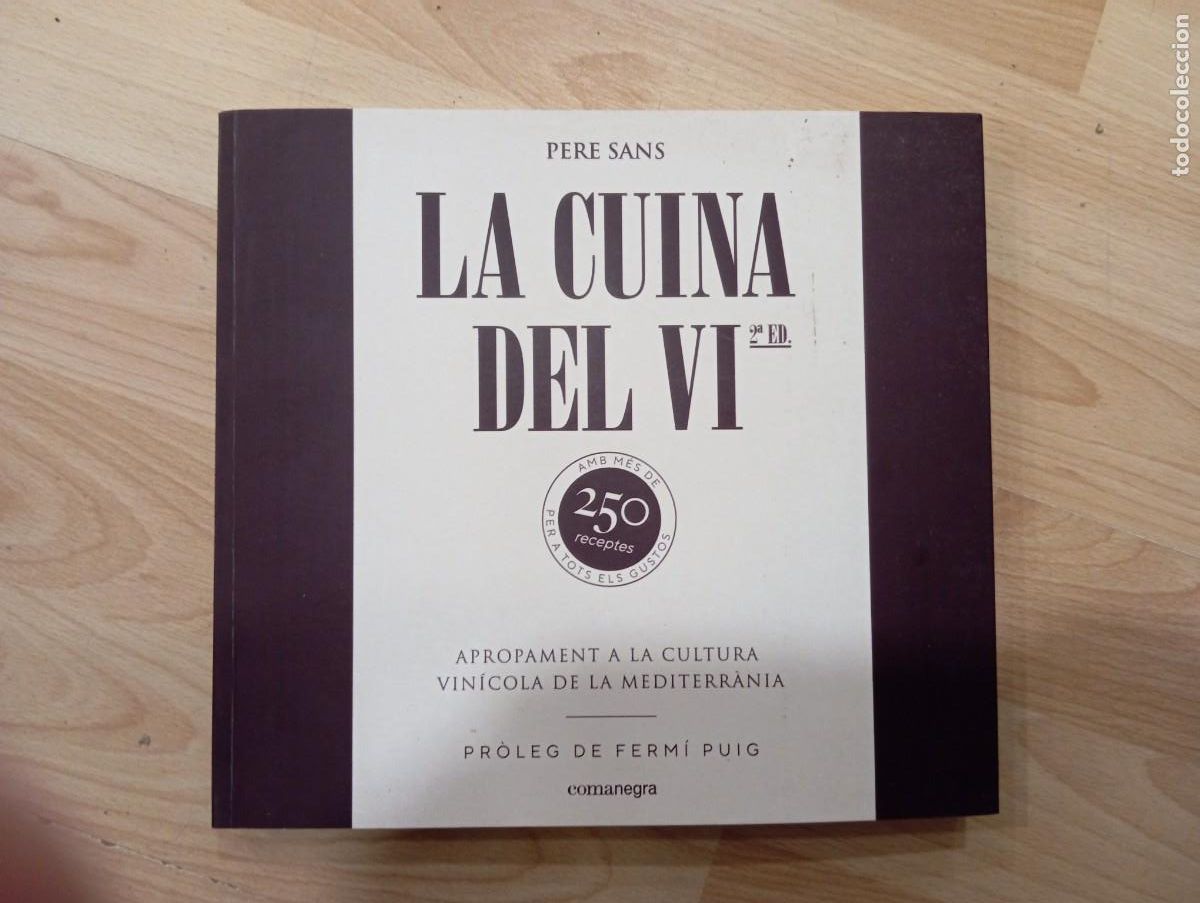 PERE SANS
LA CUINA
DEL VI 2ª ED.
AMB MÉS DE
250
receptes
PER A TOTS ELS GUSTOS
APROPAMENT A LA CULTURA
VINÍCOLA DE LA MEDITERRÀNIA
PRÒLEG DE FERMÍ PUIG
comanegra
todocoleccion